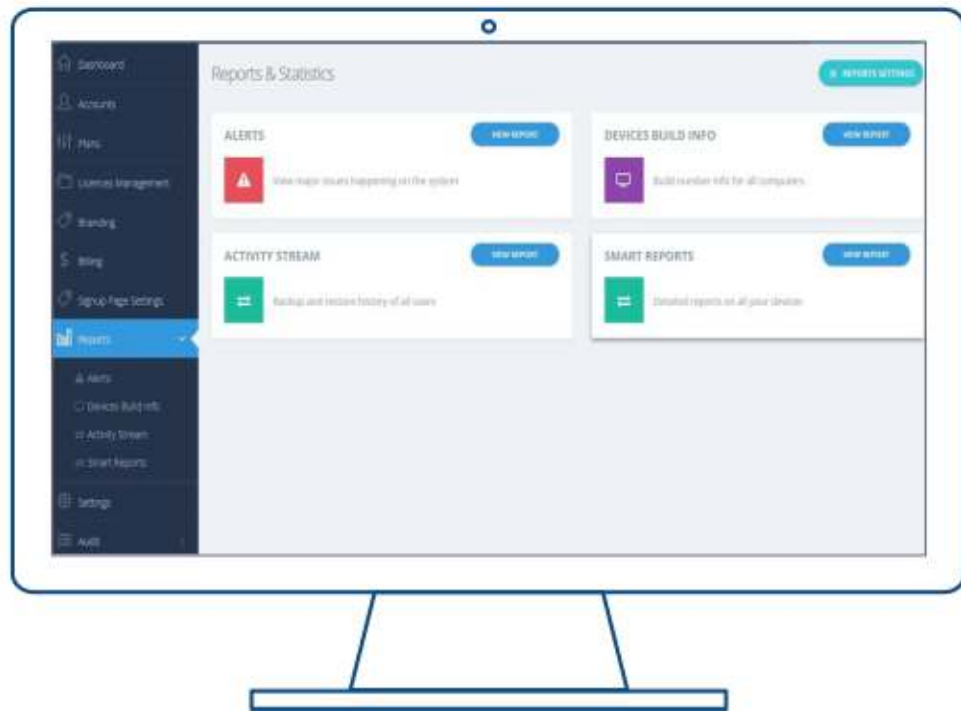 Dashboard
Accounts
Plans
Licences Management
Branding
$ Billing
Signup Page Settings
Reports
Alerts
Devices Build Info
Activity Stream
Smart Reports
Settings
Audit
Reports & Statistics
REPORTS SETTINGS
ALERTS
VIEW REPORT
View major issues happening on the system
DEVICES BUILD INFO
VIEW REPORT
Build number info for all computers
ACTIVITY STREAM
VIEW REPORT
Backup and restore history of all users
SMART REPORTS
VIEW REPORT
Detailed reports on all your devices